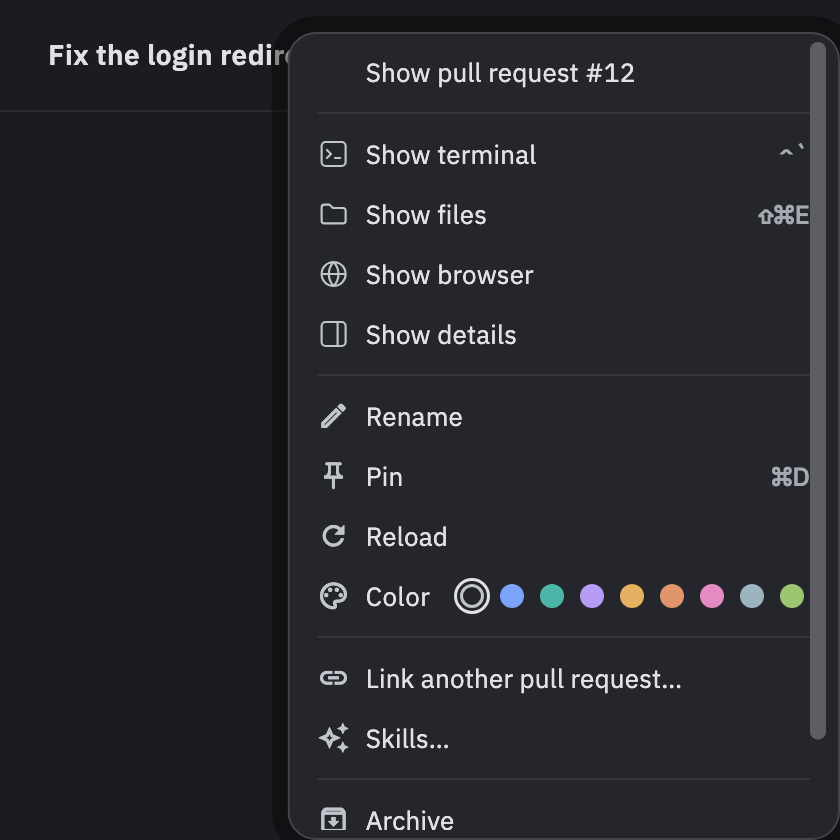 Fix the login redir
Show pull request #12
Show terminal ^`
Show files ⇧⌘E
Show browser
Show details
Rename
Pin ⌘D
Reload
Color
Link another pull request...
Skills...
Archive